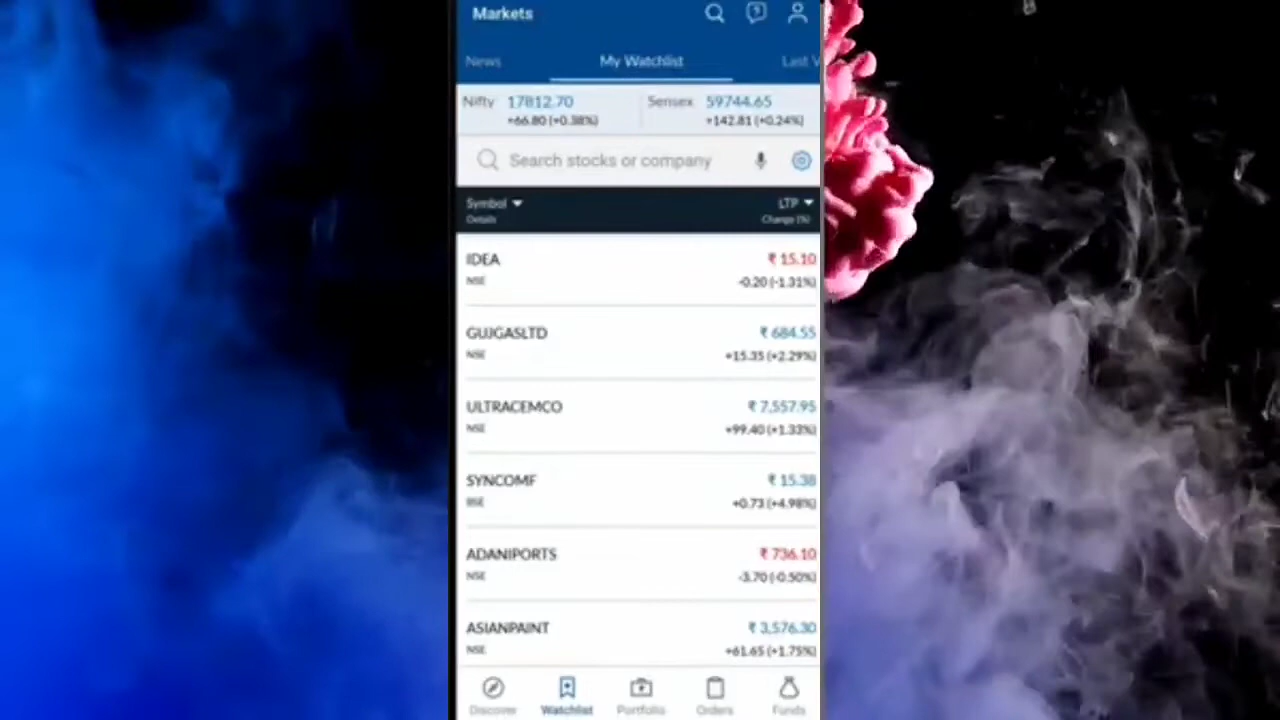 Markets
News My Watchlist Last V
Nifty 17812.70 Sensex 59744.65
+66.80 (+0.38%) +142.81 (+0.24%)
Search stocks or company
Symbol LTP
Details Change (%)
IDEA ₹ 15.10
NSE -0.20 (-1.31%)
GUJGASLTD ₹ 684.55
NSE +15.35 (+2.29%)
ULTRACEMCO ₹ 7,557.95
NSE +99.40 (+1.33%)
SYNCOMF ₹ 15.38
BSE +0.73 (+4.98%)
ADANIPORTS ₹ 736.10
NSE -3.70 (-0.50%)
ASIANPAINT ₹ 3,576.30
NSE +61.65 (+1.75%)
Discover Watchlist Portfolio Orders Funds